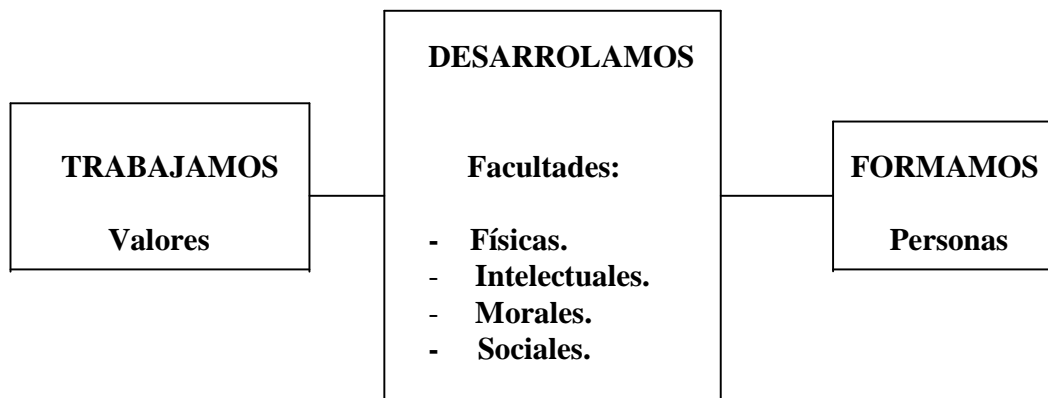 TRABAJAMOS
Valores
DESARROLAMOS
Facultades:
- Físicas.
- Intelectuales.
- Morales.
- Sociales.
FORMAMOS
Personas